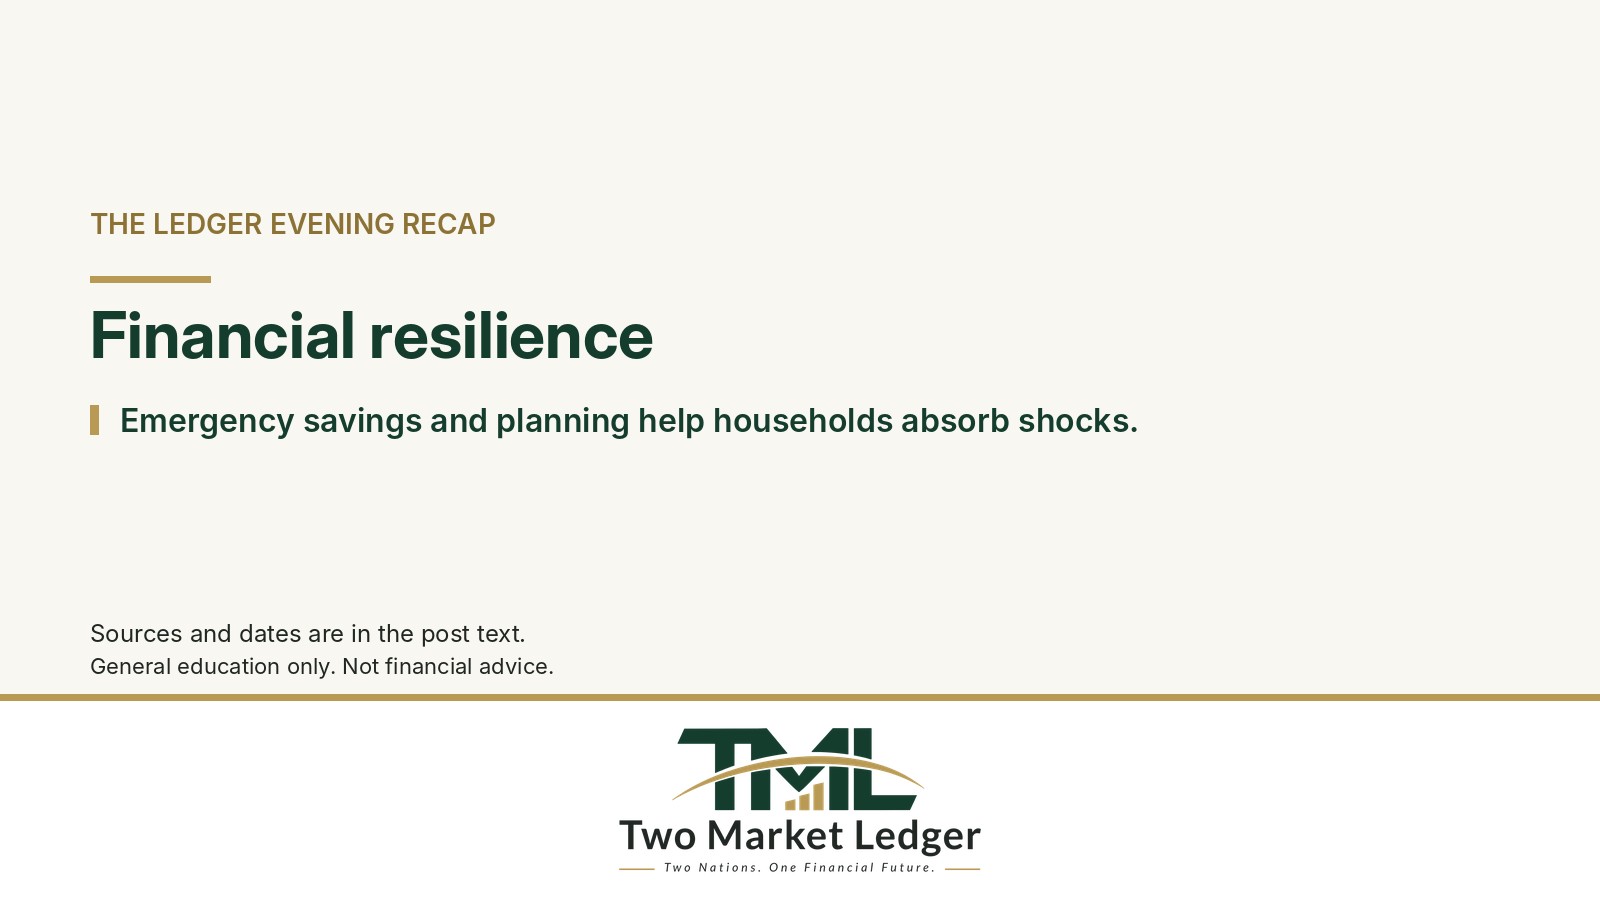 THE LEDGER EVENING RECAP
Financial resilience
Emergency savings and planning help households absorb shocks.
Sources and dates are in the post text.
General education only. Not financial advice.
TML
Two Market Ledger
Two Nations. One Financial Future.